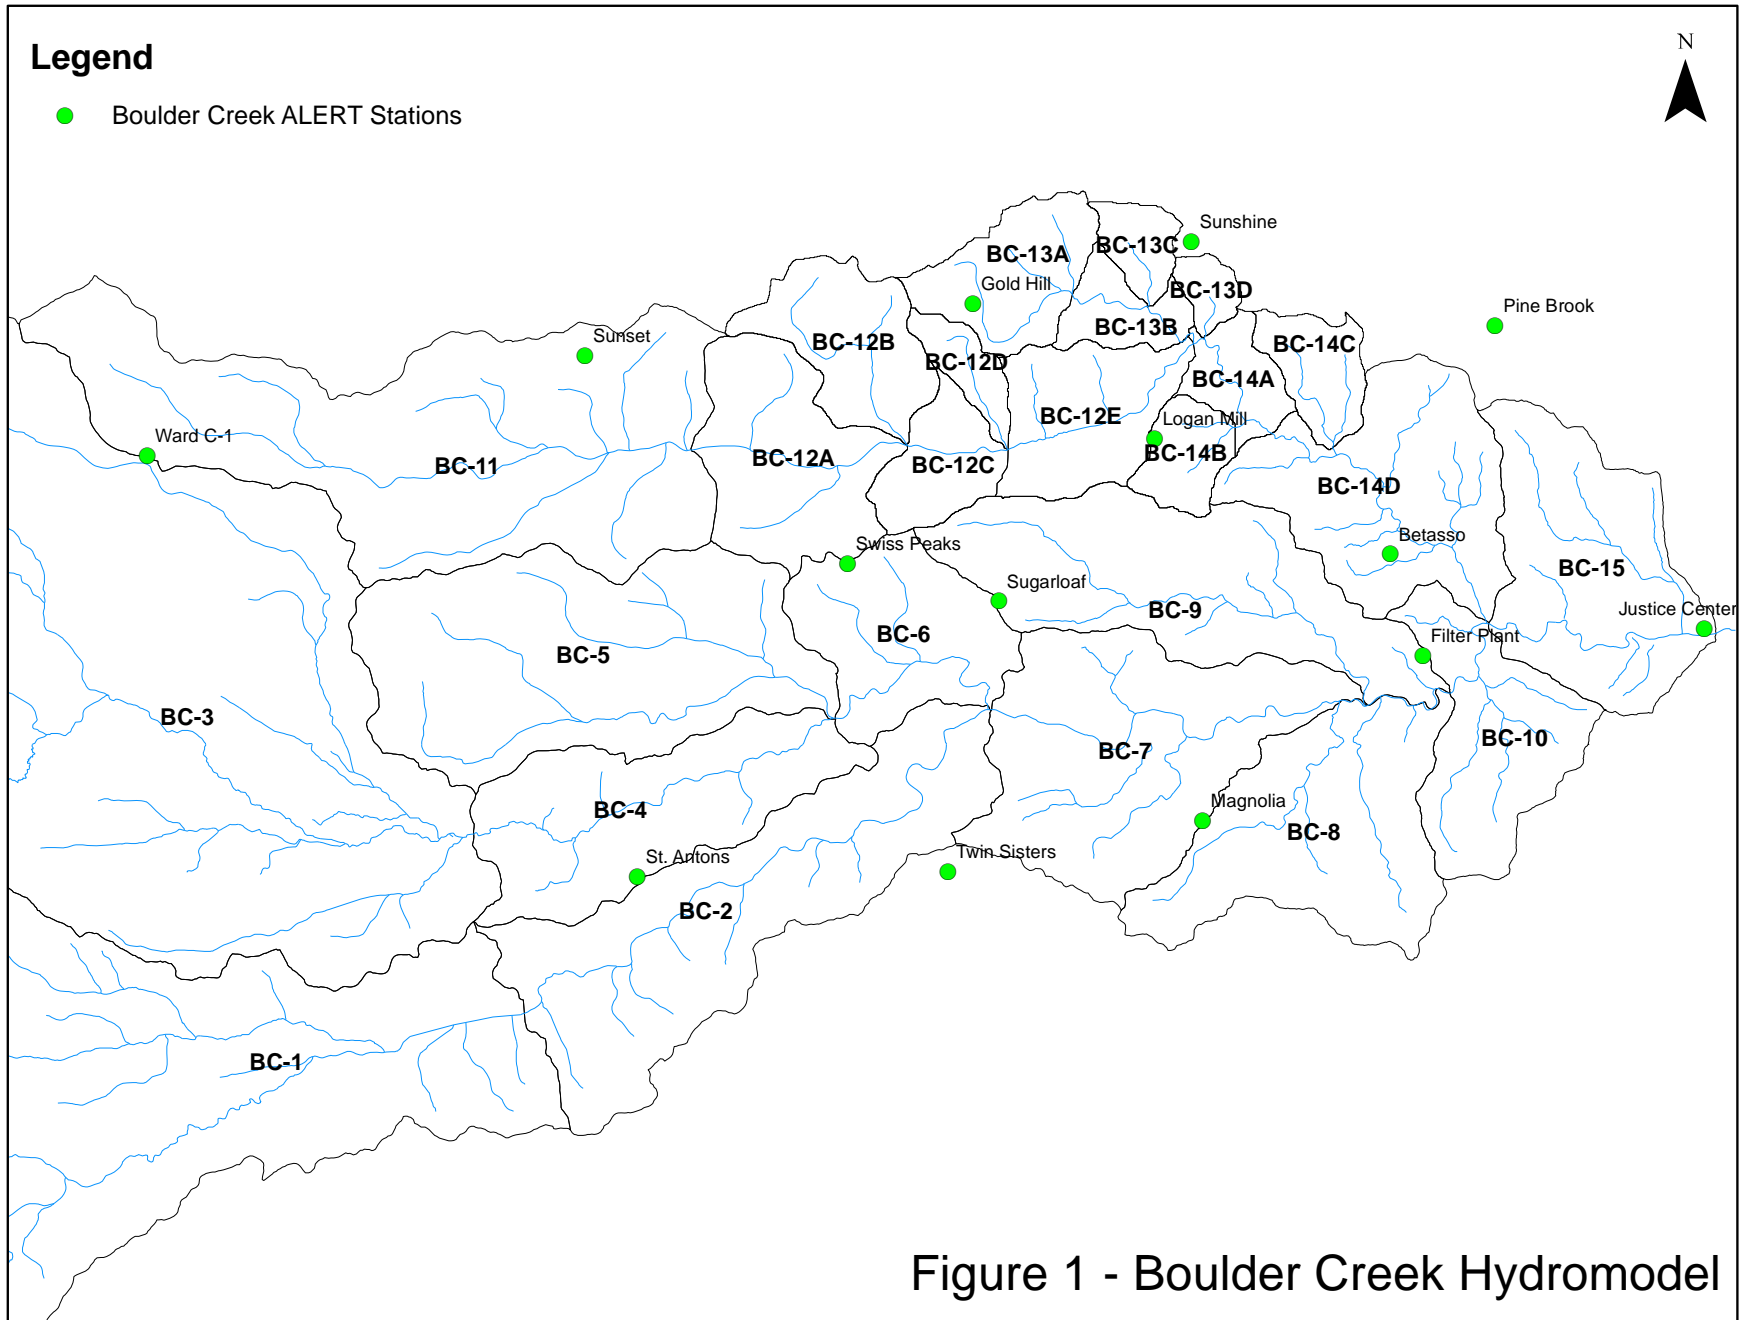 Legend
N
Boulder Creek ALERT Stations
Sunshine
BC-13C
BC-13A
Gold Hill
BC-13D
Pine Brook
BC-13B
Sunset
BC-12B
BC-14C
BC-12D
BC-14A
BC-12E
Logan Mill
Ward C-1
BC-14B
BC-12A
BC-12C
BC-11
BC-14D
Betasso
Swiss Peaks
BC-15
Sugarloaf
Justice Center
BC-9
BC-6
Filter Plant
BC-5
BC-3
BC-10
BC-7
Magnolia
BC-4
BC-8
St. Antons
Twin Sisters
BC-2
BC-1
Figure 1 - Boulder Creek Hydromodel